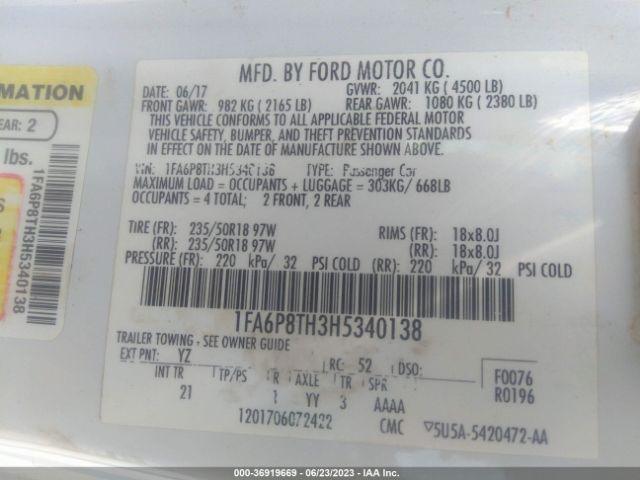 MFD. BY FORD MOTOR CO.
DATE: 06/17 GVWR: 2041 KG ( 4500 LB)
FRONT GAWR: 982 KG ( 2165 LB) REAR GAWR: 1080 KG ( 2380 LB)
THIS VEHICLE CONFORMS TO ALL APPLICABLE FEDERAL MOTOR
VEHICLE SAFETY, BUMPER, AND THEFT PREVENTION STANDARDS
IN EFFECT ON THE DATE OF MANUFACTURE SHOWN ABOVE.
VIN: 1FA6P8TH3H5340138 TYPE: Passenger Car
MAXIMUM LOAD = OCCUPANTS + LUGGAGE = 303KG/ 668LB
OCCUPANTS = 4 TOTAL; 2 FRONT, 2 REAR
TIRE (FR): 235/50R18 97W RIMS (FR): 18x8.0J
(RR): 235/50R18 97W (RR): 18x8.0J
PRESSURE (FR): 220 kPa/ 32 PSI COLD (RR): 220 kPa/ 32 PSI COLD
1FA6P8TH3H5340138
TRAILER TOWING - SEE OWNER GUIDE
EXT PNT: YZ RC: 52 DSO: F0076
INT TR TP/PS R AXLE TR SPR R0196
21 1 YY 3 AAAA
1201706072422 CMC ▽5U5A-5420472-AA
RMATION
EAR: 2
lbs.
1FA6P8TH3H5340138
000-36919669 - 06/23/2023 - IAA Inc.